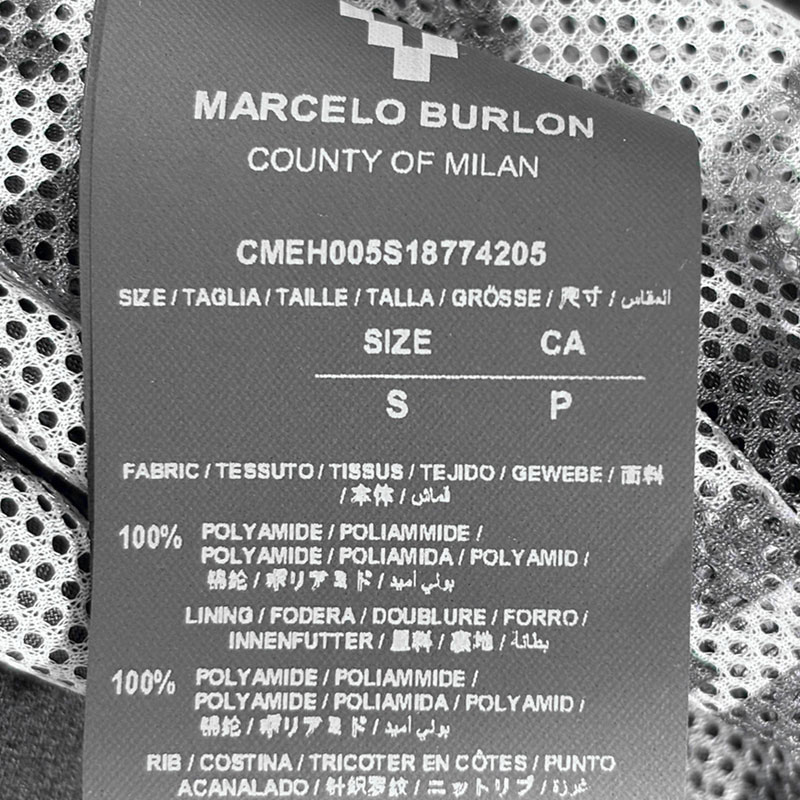 MARCELO BURLON
COUNTY OF MILAN
CMEH005S18774205
SIZE / TAGLIA / TAILLE / TALLA / GRÖSSE / 尺寸 / المقاس
SIZE CA
S P
FABRIC / TESSUTO / TISSUS / TEJIDO / GEWEBE / 面料
/ 本体 / قماش
100% POLYAMIDE / POLIAMMIDE /
POLYAMIDE / POLIAMIDA / POLYAMID /
锦纶 / ポリアミド / بولي أميد
LINING / FODERA / DOUBLURE / FORRO /
INNENFUTTER / 里料 / 裏地 / بطانة
100% POLYAMIDE / POLIAMMIDE /
POLYAMIDE / POLIAMIDA / POLYAMID /
锦纶 / ポリアミド / بولي أميد
RIB / COSTINA / TRICOTER EN CÔTES / PUNTO
ACANALADO / 针织罗纹 / ニットリブ / غرزة /